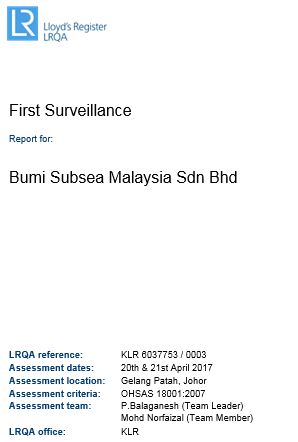 LR
Lloyd's Register
LRQA
First Surveillance
Report for:
Bumi Subsea Malaysia Sdn Bhd
LRQA reference: KLR 6037753 / 0003
Assessment dates: 20th & 21st April 2017
Assessment location: Gelang Patah, Johor
Assessment criteria: OHSAS 18001:2007
Assessment team: P.Balaganesh (Team Leader)
Mohd Norfaizal (Team Member)
LRQA office: KLR